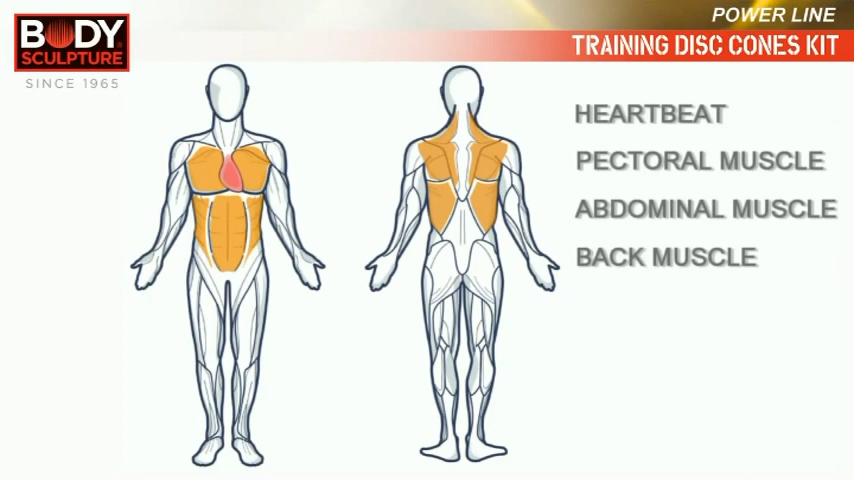 BODY
SCULPTURE
SINCE 1965
POWER LINE
TRAINING DISC CONES KIT
HEARTBEAT
PECTORAL MUSCLE
ABDOMINAL MUSCLE
BACK MUSCLE